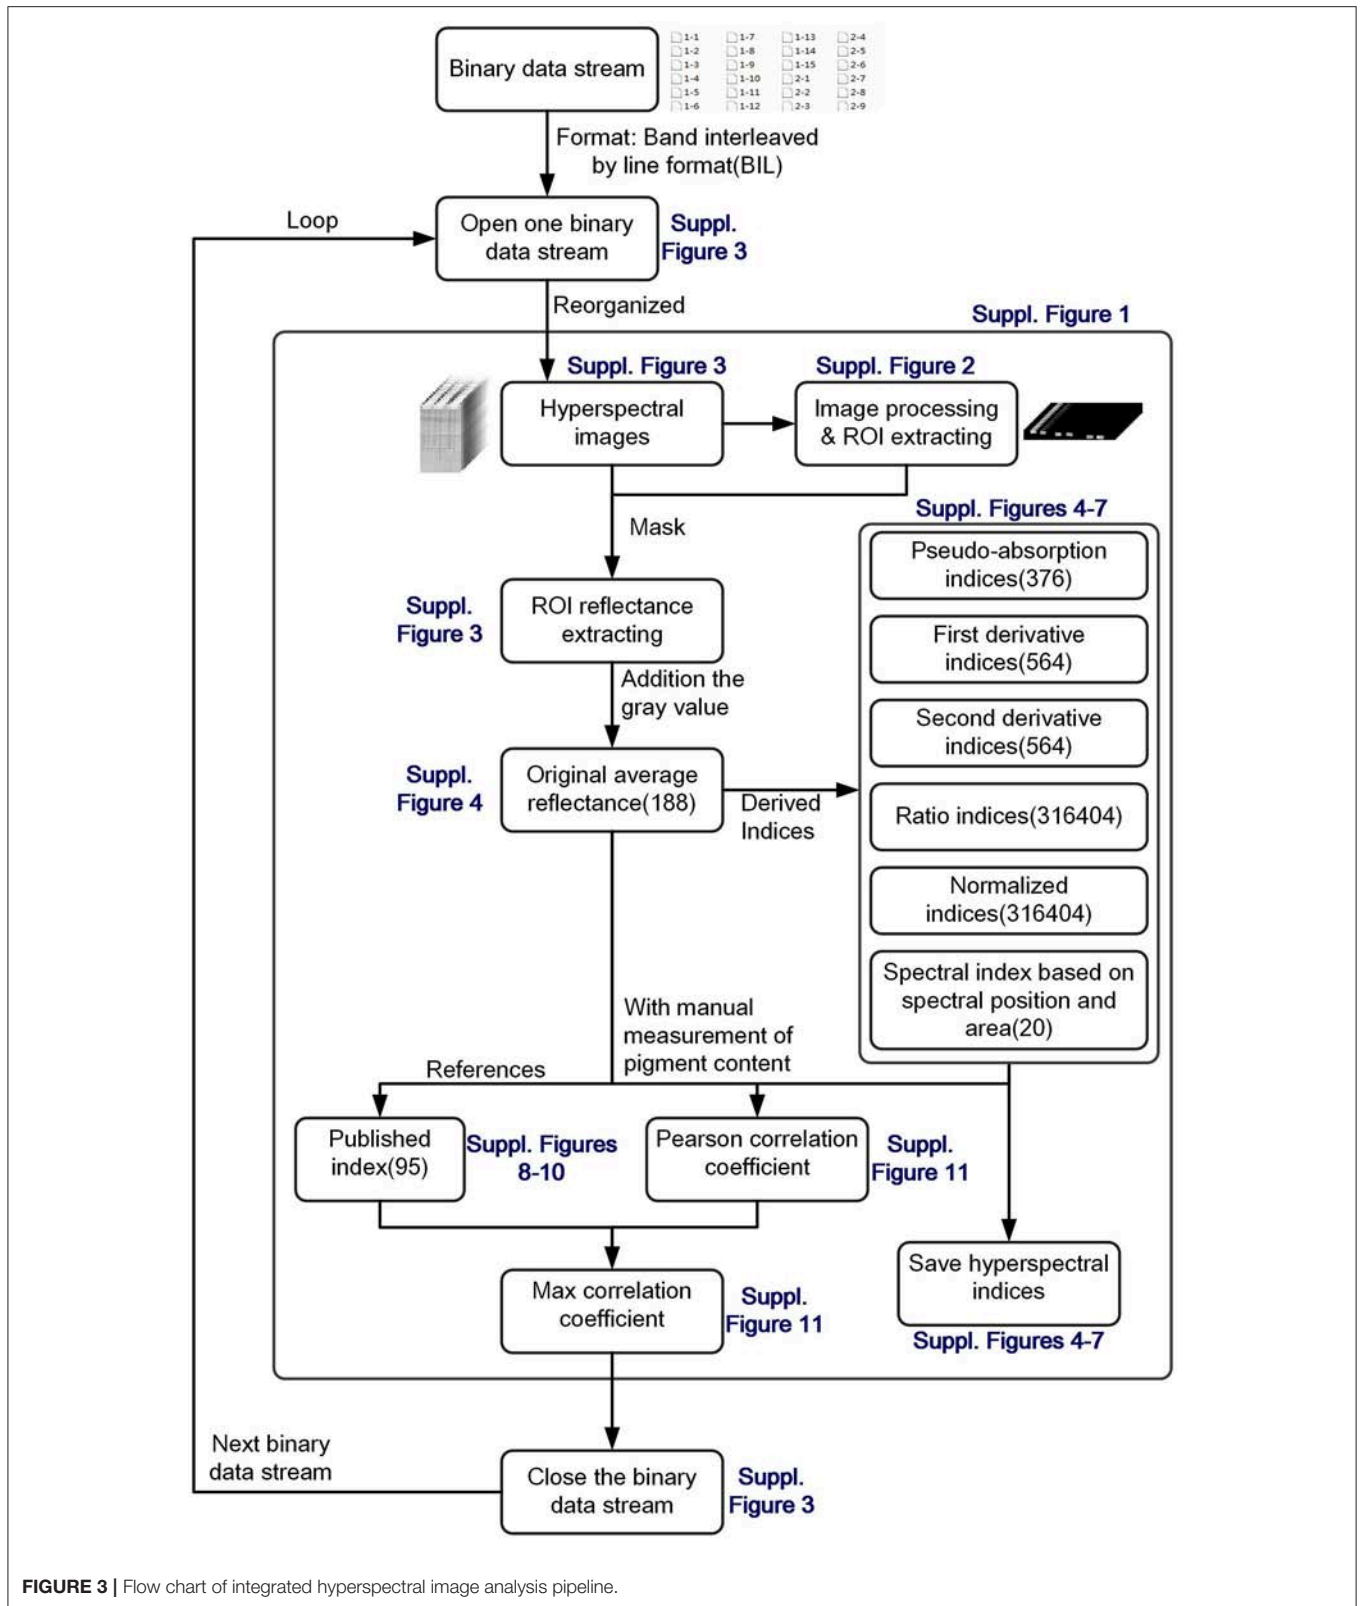 Binary data stream
1-1 1-7 1-13 2-4
1-2 1-8 1-14 2-5
1-3 1-9 1-15 2-6
1-4 1-10 2-1 2-7
1-5 1-11 2-2 2-8
1-6 1-12 2-3 2-9
Format: Band interleaved
by line format(BIL)
Loop
Open one binary
data stream
Suppl.
Figure 3
Reorganized
Suppl. Figure 1
Suppl. Figure 3
Suppl. Figure 2
Hyperspectral
images
Image processing
& ROI extracting
Mask
Suppl. Figures 4-7
Pseudo-absorption
indices(376)
Suppl.
Figure 3
ROI reflectance
extracting
First derivative
indices(564)
Addition the
gray value
Second derivative
indices(564)
Suppl.
Figure 4
Original average
reflectance(188)
Derived
Indices
Ratio indices(316404)
Normalized
indices(316404)
Spectral index based on
spectral position and
area(20)
With manual
measurement of
pigment content
References
Published
index(95)
Suppl. Figures
8-10
Pearson correlation
coefficient
Suppl.
Figure 11
Save hyperspectral
indices
Suppl. Figures 4-7
Max correlation
coefficient
Suppl.
Figure 11
Next binary
data stream
Close the binary
data stream
Suppl.
Figure 3
FIGURE 3 | Flow chart of integrated hyperspectral image analysis pipeline.